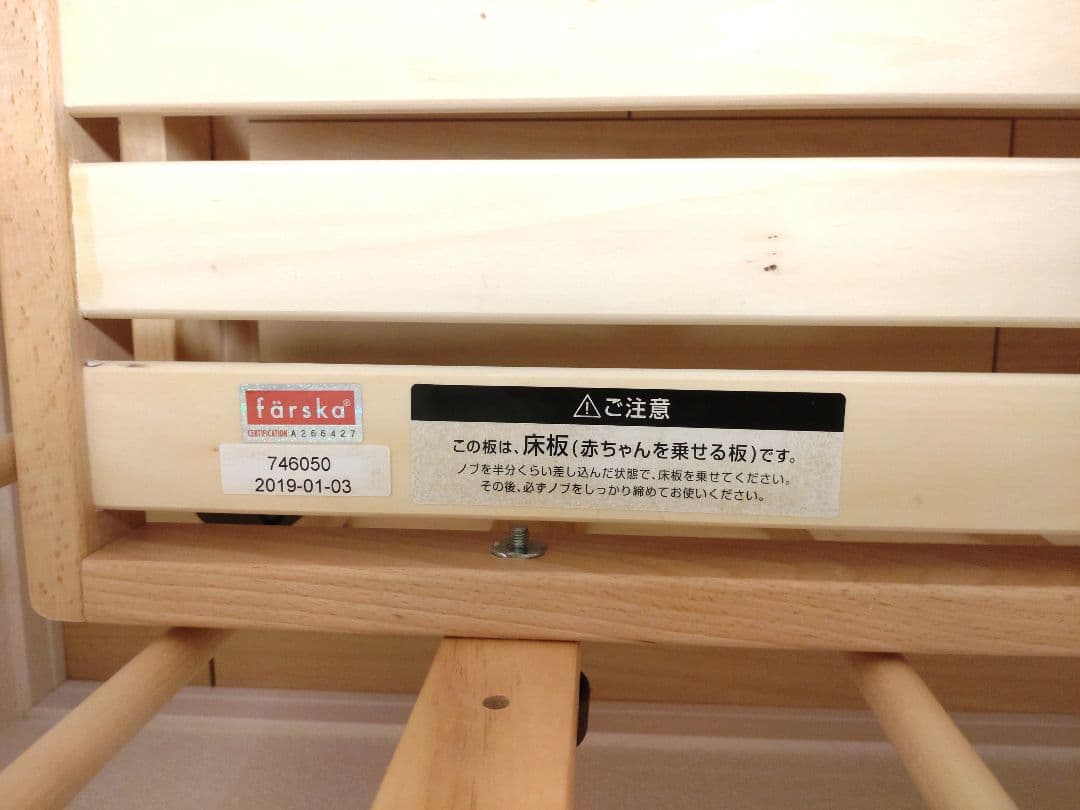 färska®
CERTIFICATION A 266427
746050
2019-01-03
⚠ご注意
この板は、床板(赤ちゃんを乗せる板)です。
ノブを半分くらい差し込んだ状態で、床板を乗せてください。
その後、必ずノブをしっかり締めてお使いください。